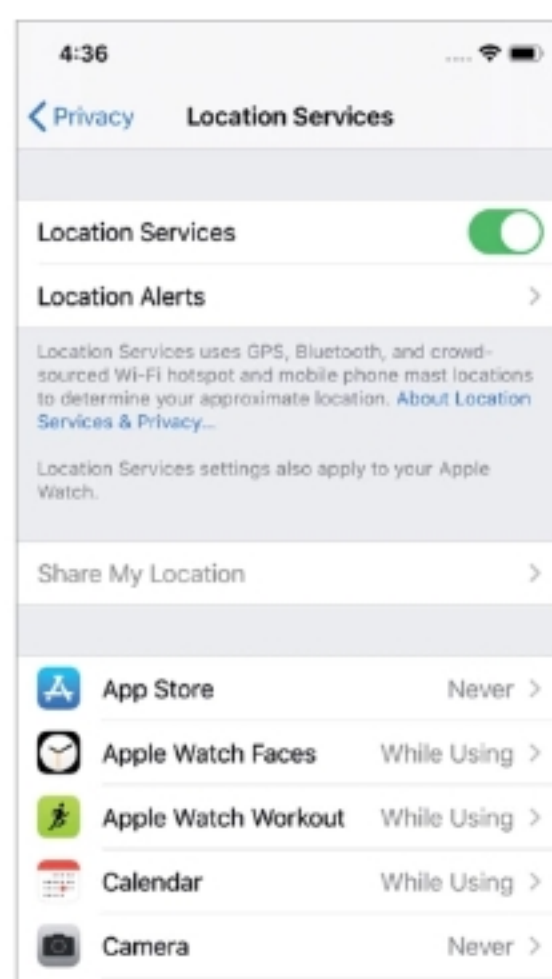 4:36
Privacy Location Services
Location Services
Location Alerts
Location Services uses GPS, Bluetooth, and crowd-
sourced Wi-Fi hotspot and mobile phone mast locations
to determine your approximate location. About Location
Services & Privacy...
Location Services settings also apply to your Apple
Watch.
Share My Location
App Store Never
Apple Watch Faces While Using
Apple Watch Workout While Using
Calendar While Using
Camera Never